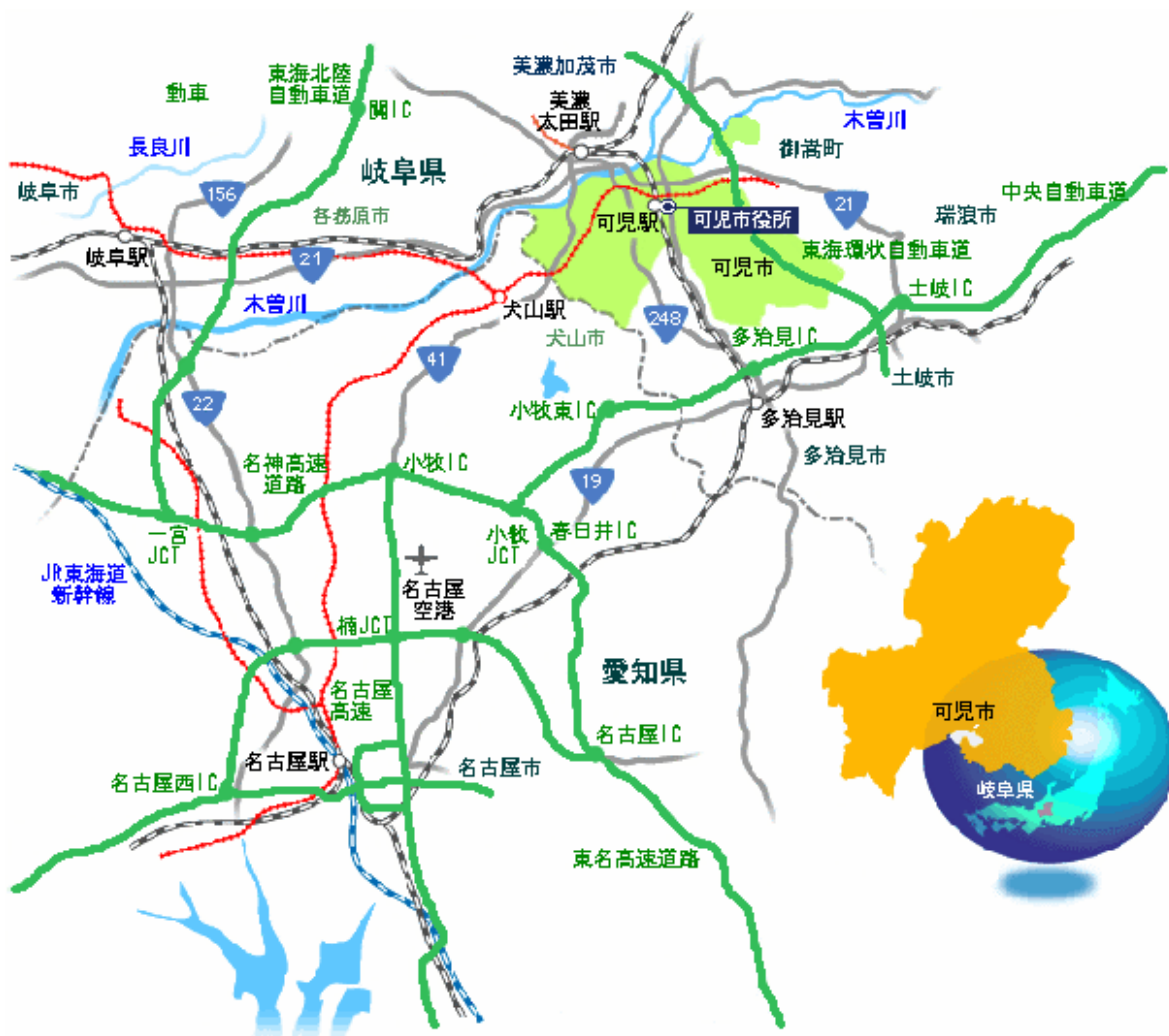 美濃加茂市
東海北陸
自動車道
動車
関IC
美濃
太田駅
木曽川
長良川
御嵩町
岐阜県
岐阜市
156
各務原市
可児駅
可児市役所
21
中央自動車道
瑞浪市
岐阜駅
21
可児市
東海環状自動車道
土岐IC
木曽川
犬山駅
犬山市
248
多治見IC
41
土岐市
22
小牧東IC
多治見駅
多治見市
名神高速
道路
小牧IC
19
一宮
JCT
小牧
JCT
春日井IC
JR東海道
新幹線
名古屋
空港
楠JCT
愛知県
名古屋
高速
可児市
名古屋IC
名古屋駅
名古屋市
名古屋西IC
岐阜県
東名高速道路